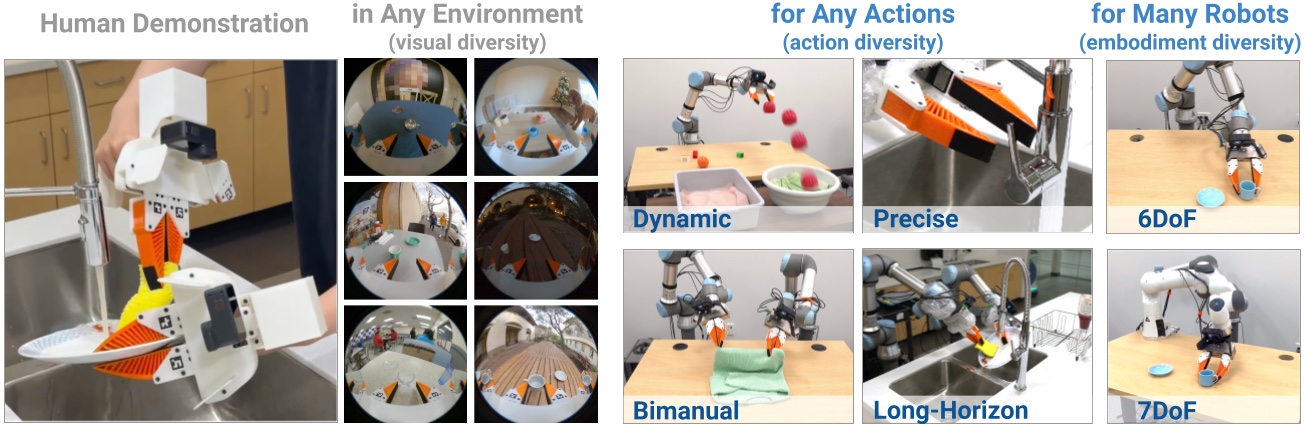 Human Demonstration
in Any Environment
(visual diversity)
for Any Actions
(action diversity)
for Many Robots
(embodiment diversity)
Dynamic
Precise
6DoF
Bimanual
Long-Horizon
7DoF